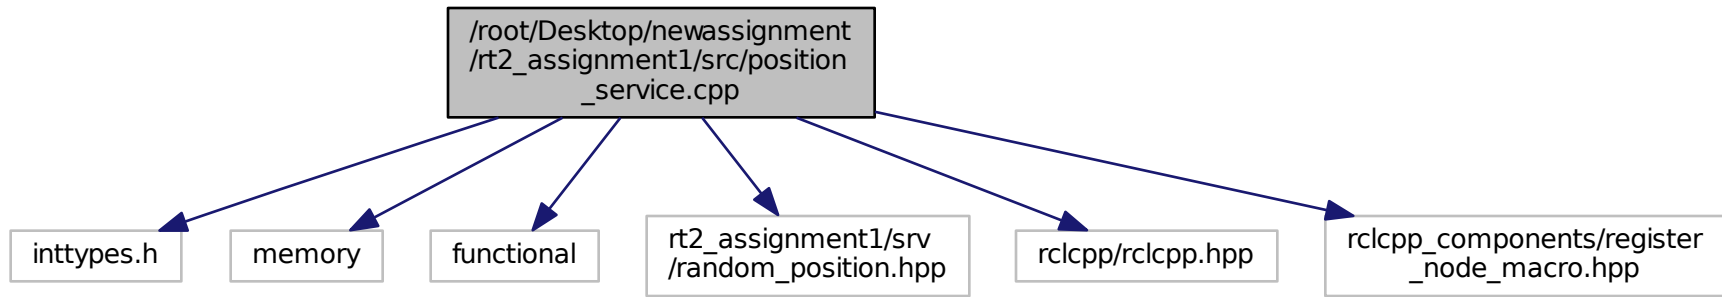 /root/Desktop/newassignment
/rt2_assignment1/src/position
_service.cpp
inttypes.h
memory
functional
rt2_assignment1/srv
/random_position.hpp
rclcpp/rclcpp.hpp
rclcpp_components/register
_node_macro.hpp